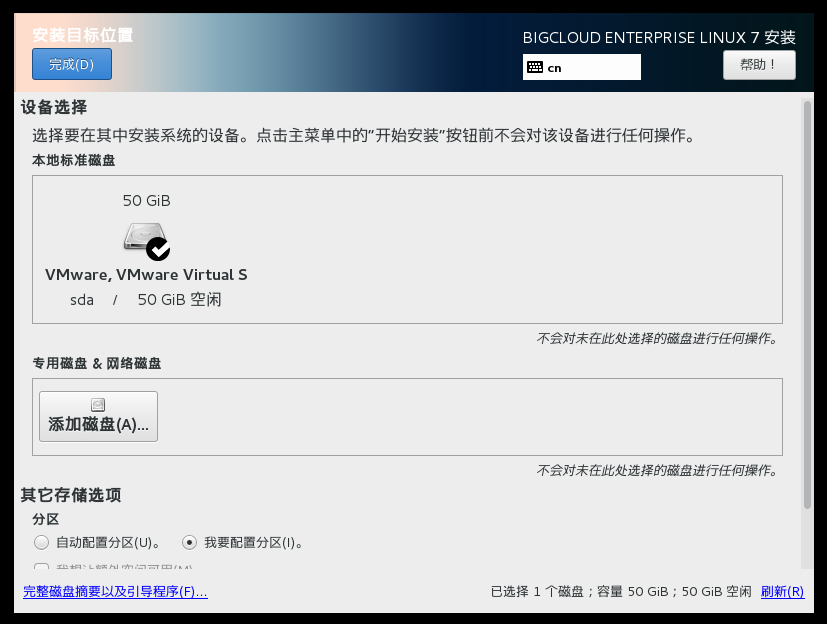 安装目标位置
BIGCLOUD ENTERPRISE LINUX 7 安装
完成(D)
cn
帮助！
设备选择
选择要在其中安装系统的设备。点击主菜单中的"开始安装"按钮前不会对该设备进行任何操作。
本地标准磁盘
50 GiB
VMware, VMware Virtual S
sda / 50 GiB 空闲
不会对未在此处选择的磁盘进行任何操作。
专用磁盘 & 网络磁盘
添加磁盘(A)...
不会对未在此处选择的磁盘进行任何操作。
其它存储选项
分区
自动配置分区(U)。 我要配置分区(I)。
我想让额外空间可用(M)
完整磁盘摘要以及引导程序(F)... 已选择 1 个磁盘；容量 50 GiB；50 GiB 空闲 刷新(R)